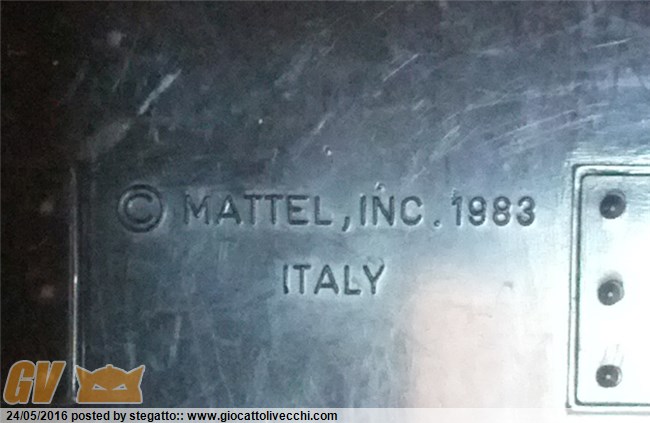 © MATTEL, INC. 1983
ITALY
GV
24/05/2016 posted by stegatto:: www.giocattolivecchi.com